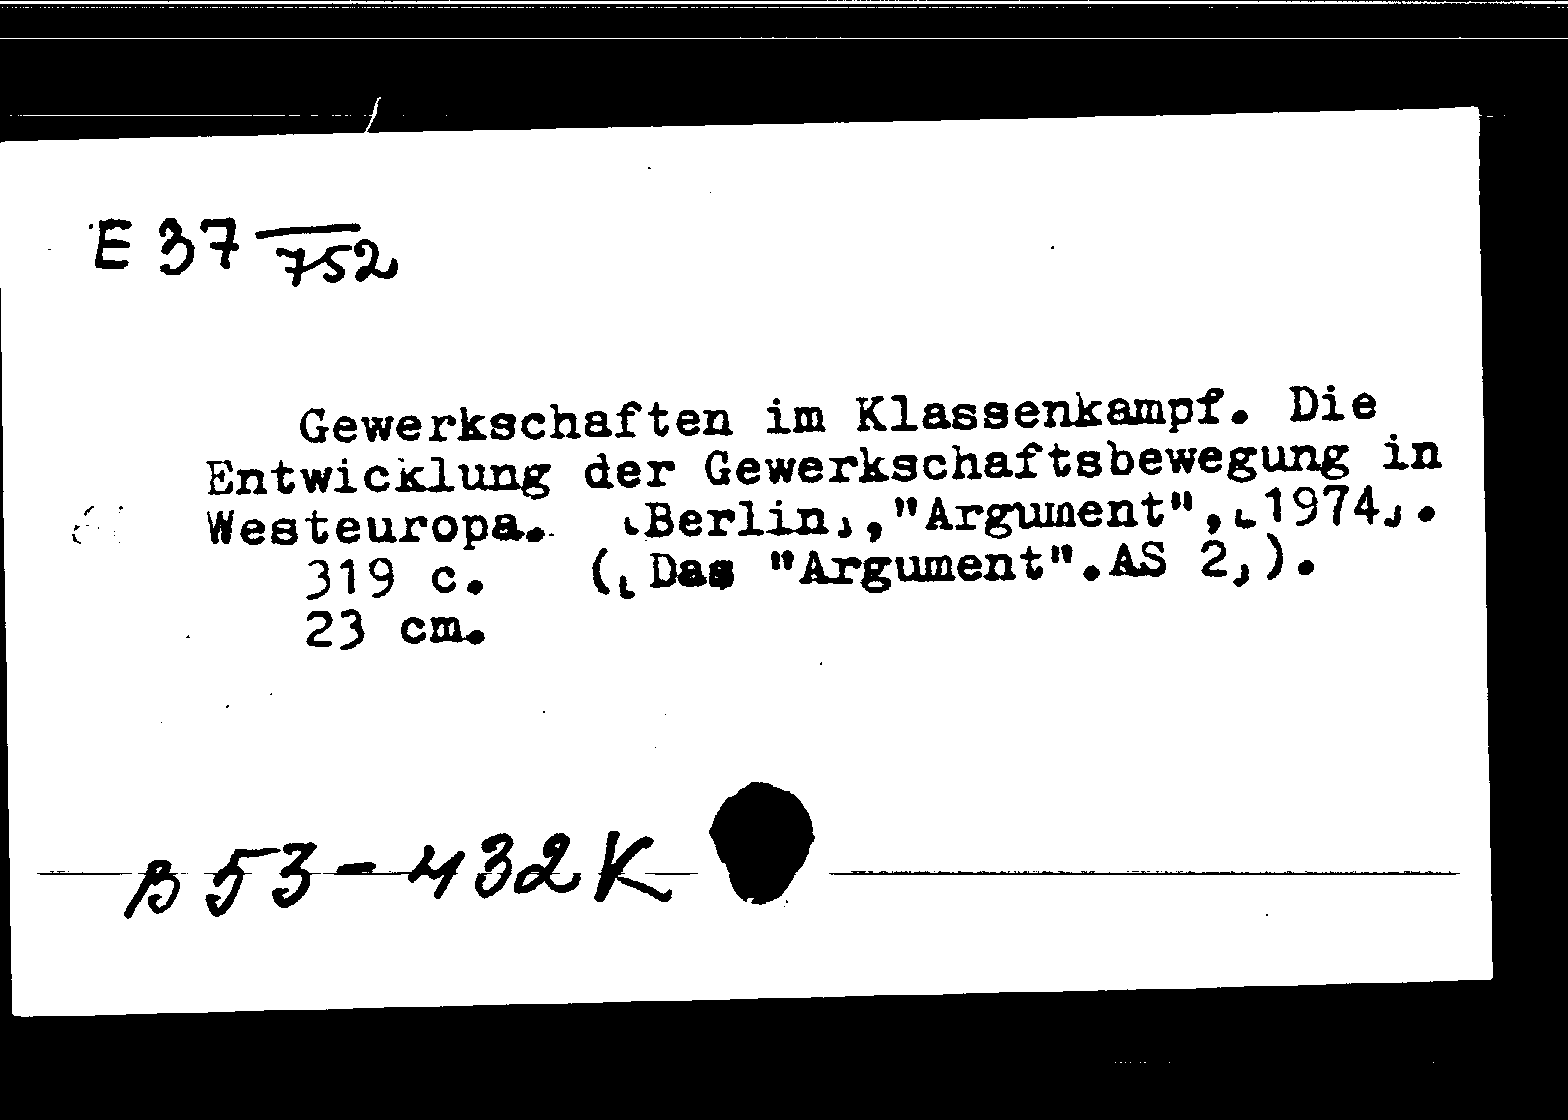 E 37 — 752
Gewerkschaften im Klassenkampf. Die
Entwicklung der Gewerkschaftsbewegung in
Westeuropa. ⌞Berlin⌟,"Argument",⌞1974⌟.
319 c. (⌞Das "Argument".AS 2⌟).
23 cm.
B 53-432K